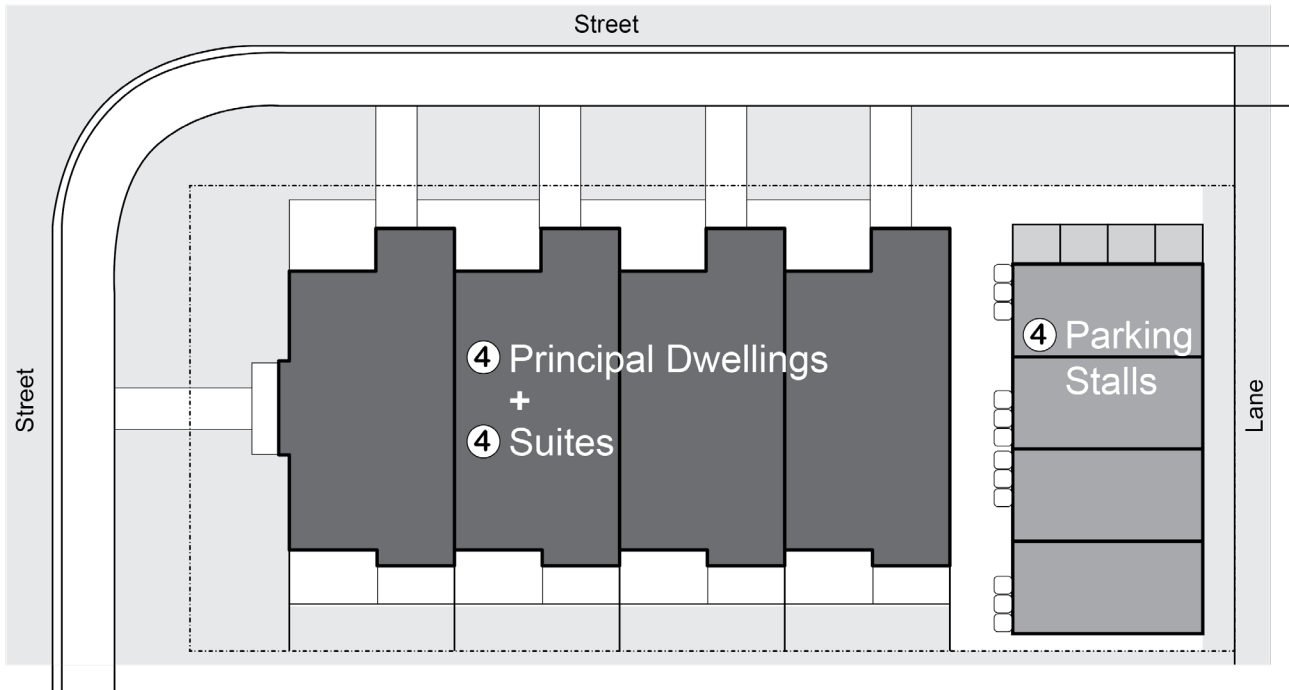 Street
Street
④ Principal Dwellings
+
④ Suites
④ Parking
Stalls
Lane